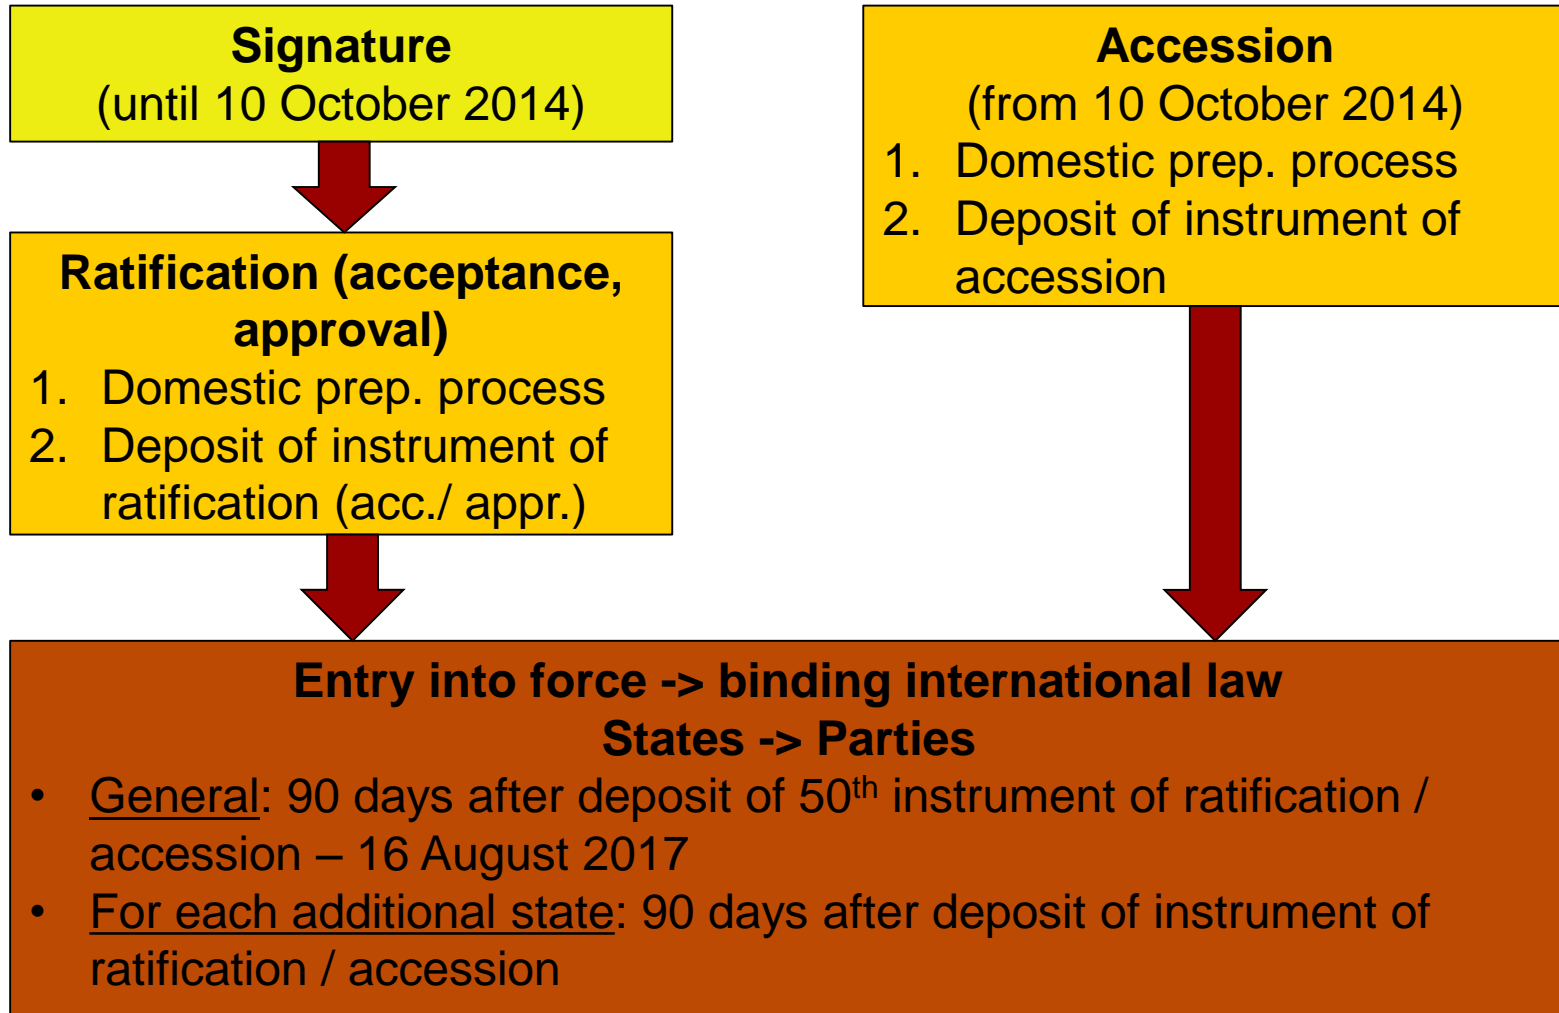 Signature
(until 10 October 2014)
Ratification (acceptance,
approval)
1. Domestic prep. process
2. Deposit of instrument of
ratification (acc./ appr.)
Accession
(from 10 October 2014)
1. Domestic prep. process
2. Deposit of instrument of
accession
Entry into force -> binding international law
States -> Parties
• General: 90 days after deposit of 50th instrument of ratification /
accession – 16 August 2017
• For each additional state: 90 days after deposit of instrument of
ratification / accession